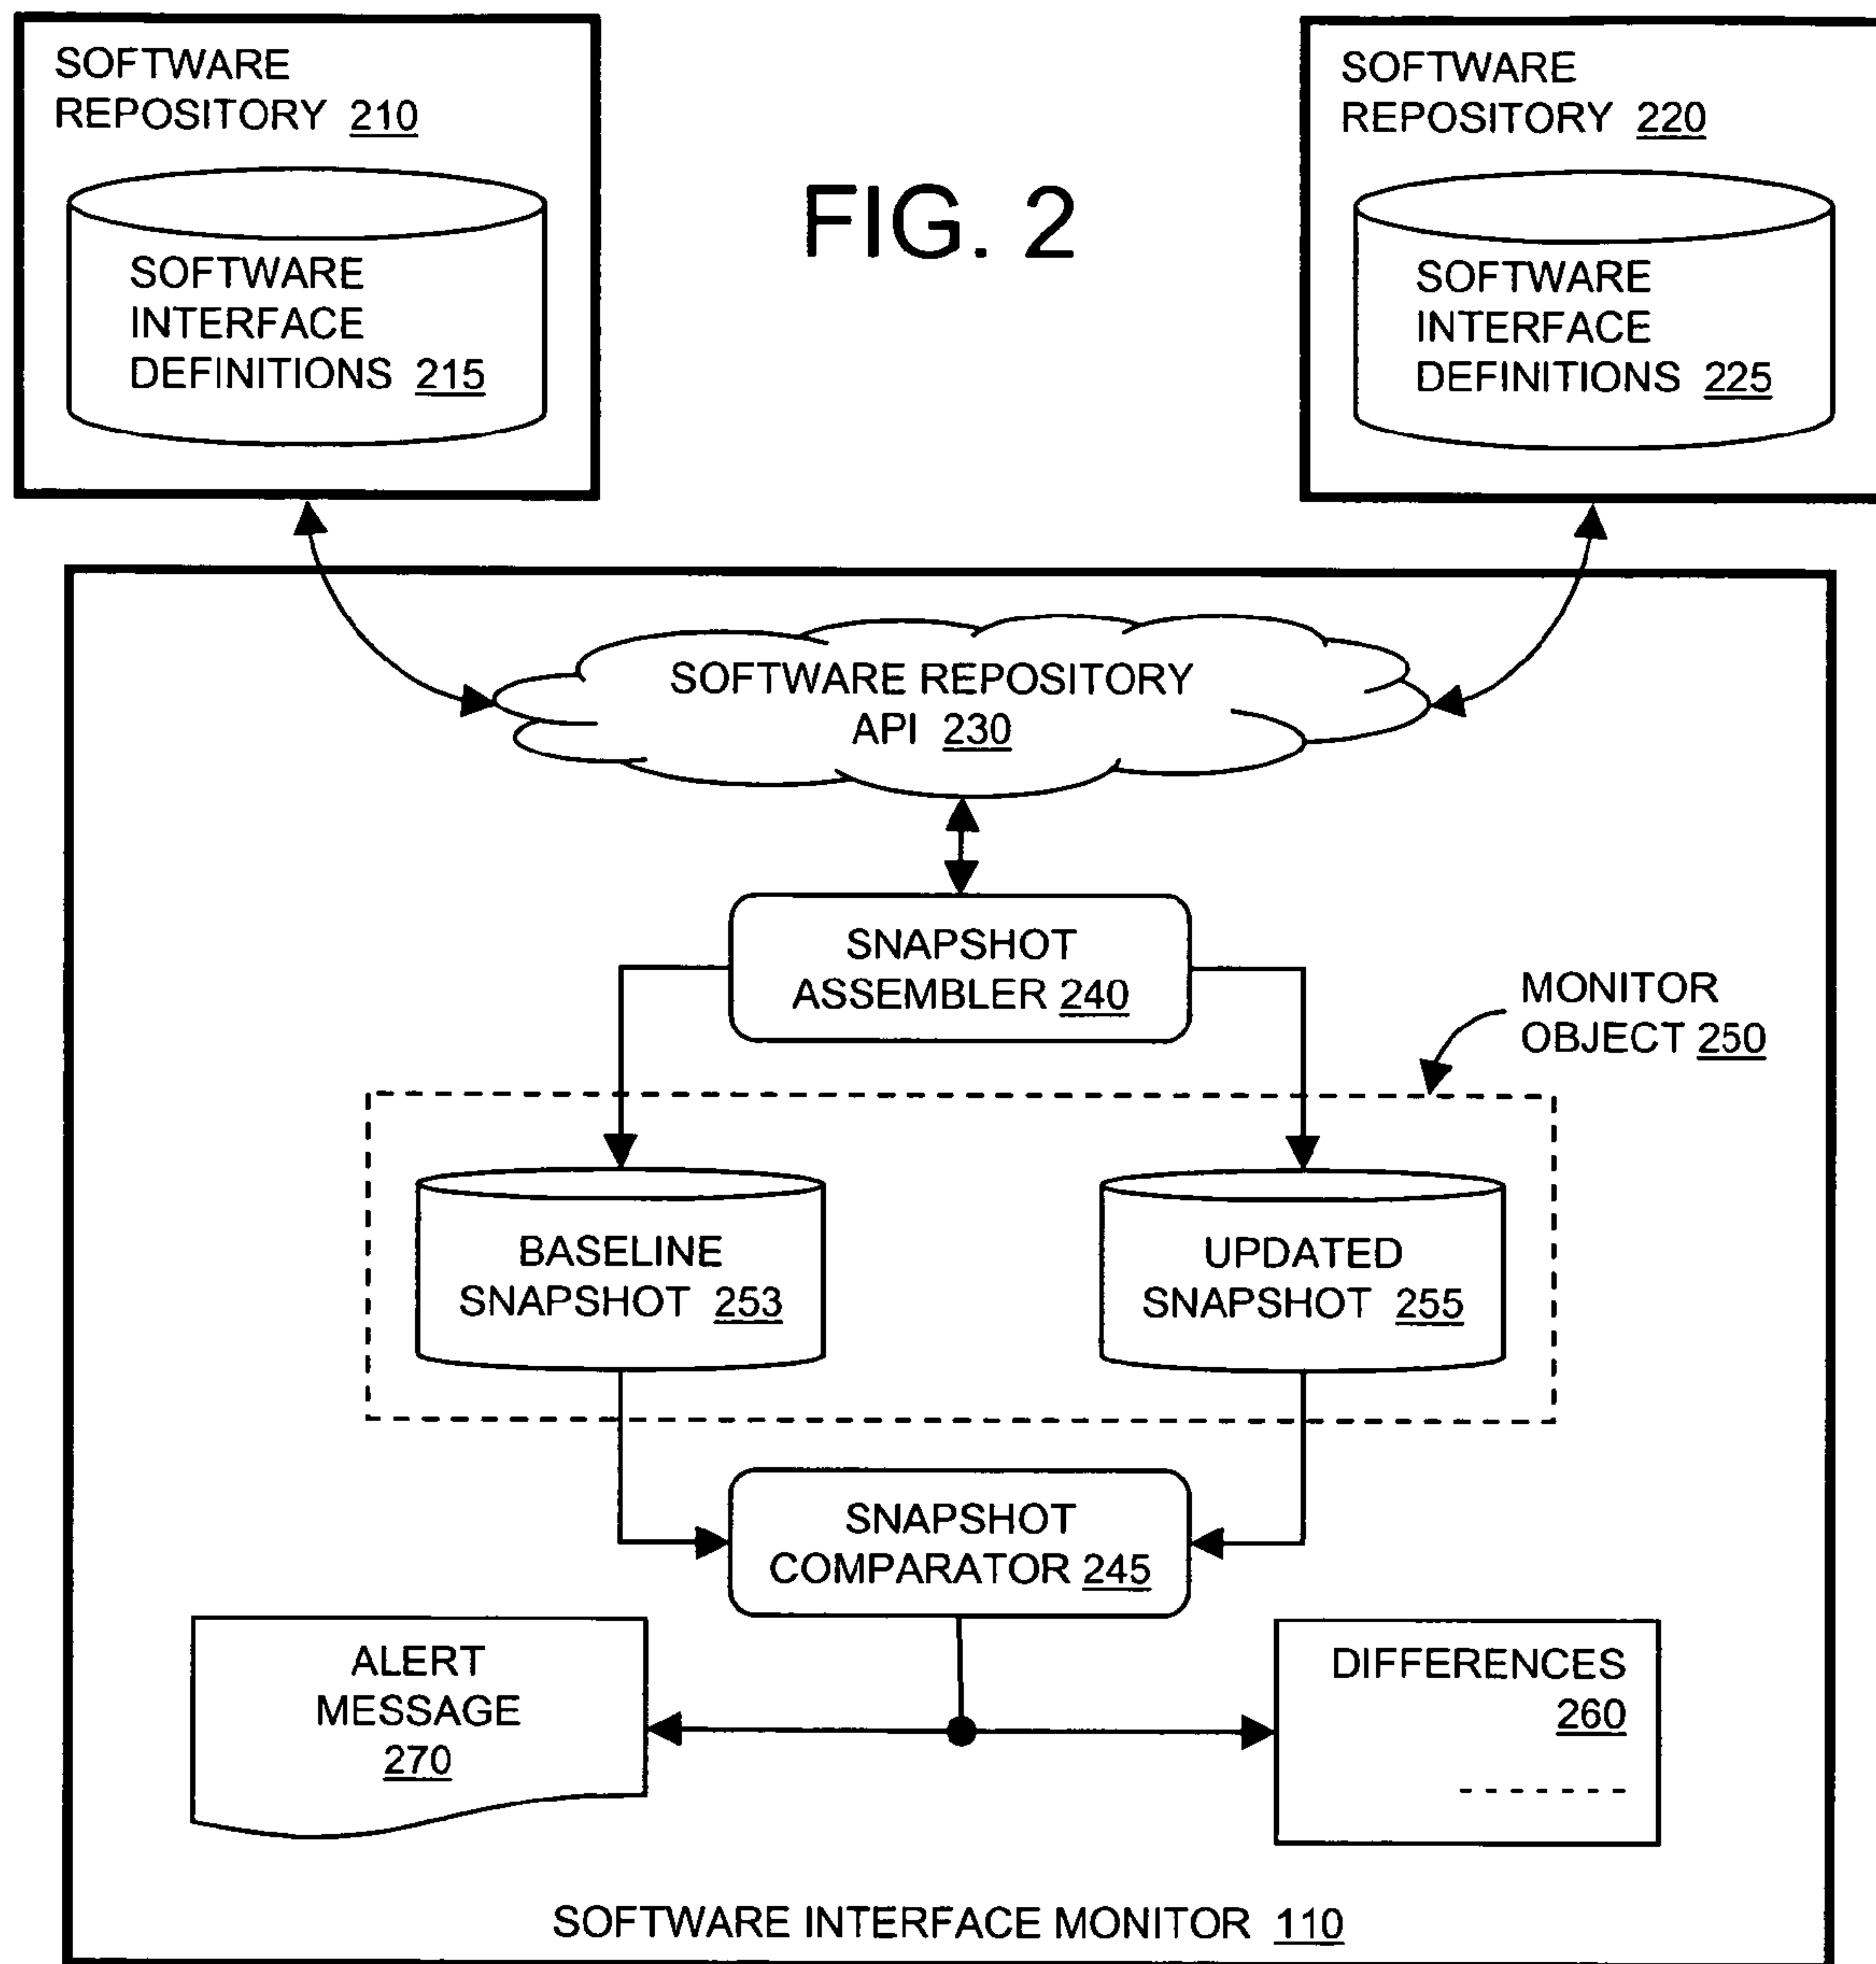 SOFTWARE
REPOSITORY 210
SOFTWARE
INTERFACE
DEFINITIONS 215
FIG. 2
SOFTWARE
REPOSITORY 220
SOFTWARE
INTERFACE
DEFINITIONS 225
SOFTWARE REPOSITORY
API 230
SNAPSHOT
ASSEMBLER 240
MONITOR
OBJECT 250
BASELINE
SNAPSHOT 253
UPDATED
SNAPSHOT 255
SNAPSHOT
COMPARATOR 245
ALERT
MESSAGE
270
DIFFERENCES
260
SOFTWARE INTERFACE MONITOR 110